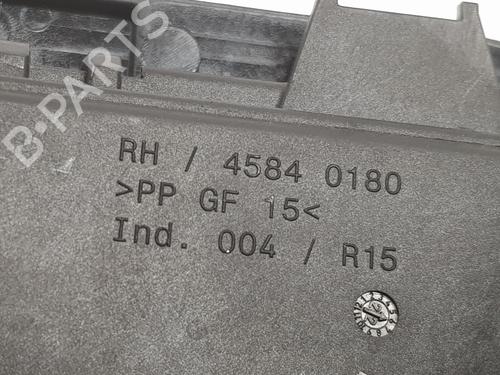 B-PARTS
RH / 4584 0180
>PP GF 15<
Ind. 004 / R15